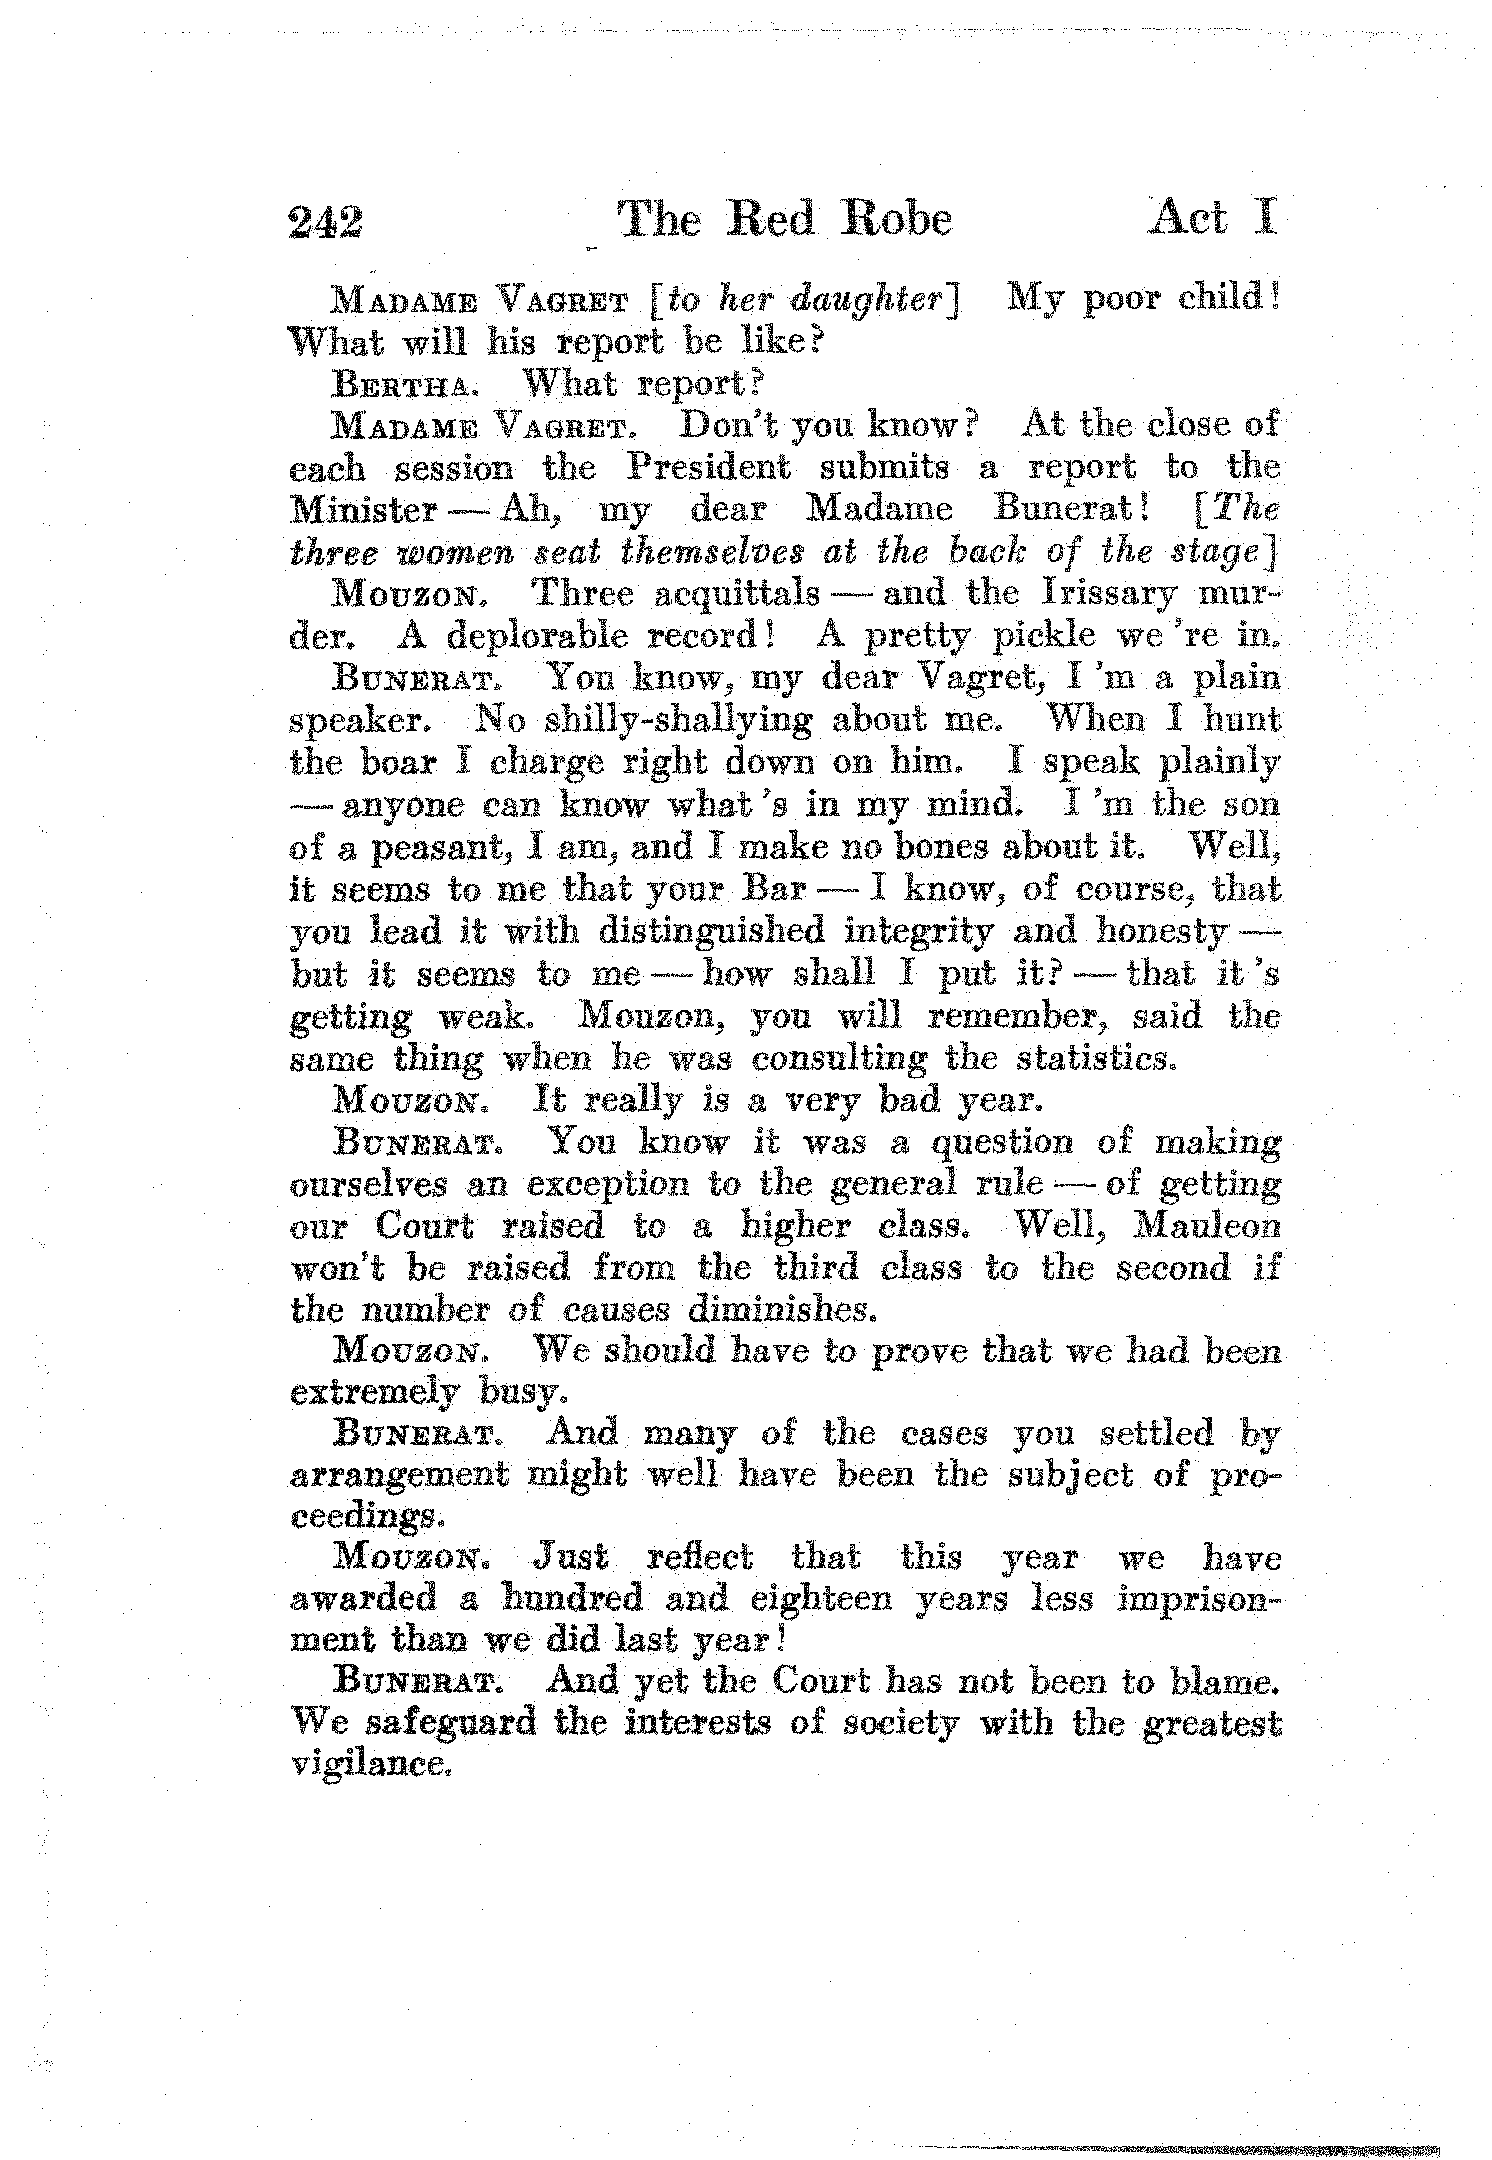 242 The Red Robe Act I
MADAME VAGRET [to her daughter] My poor child!
What will his report be like?
BERTHA. What report?
MADAME VAGRET. Don't you know? At the close of
each session the President submits a report to the
Minister — Ah, my dear Madame Bunerat! [The
three women seat themselves at the back of the stage]
MOUZON. Three acquittals — and the Irissary mur-
der. A deplorable record! A pretty pickle we 're in.
BUNERAT. You know, my dear Vagret, I 'm a plain
speaker. No shilly-shallying about me. When I hunt
the boar I charge right down on him. I speak plainly
— anyone can know what 's in my mind. I 'm the son
of a peasant, I am, and I make no bones about it. Well,
it seems to me that your Bar — I know, of course, that
you lead it with distinguished integrity and honesty —
but it seems to me — how shall I put it? — that it 's
getting weak. Mouzon, you will remember, said the
same thing when he was consulting the statistics.
MOUZON. It really is a very bad year.
BUNERAT. You know it was a question of making
ourselves an exception to the general rule — of getting
our Court raised to a higher class. Well, Mauleon
won't be raised from the third class to the second if
the number of causes diminishes.
MOUZON. We should have to prove that we had been
extremely busy.
BUNERAT. And many of the cases you settled by
arrangement might well have been the subject of pro-
ceedings.
MOUZON. Just reflect that this year we have
awarded a hundred and eighteen years less imprison-
ment than we did last year!
BUNERAT. And yet the Court has not been to blame.
We safeguard the interests of society with the greatest
vigilance.